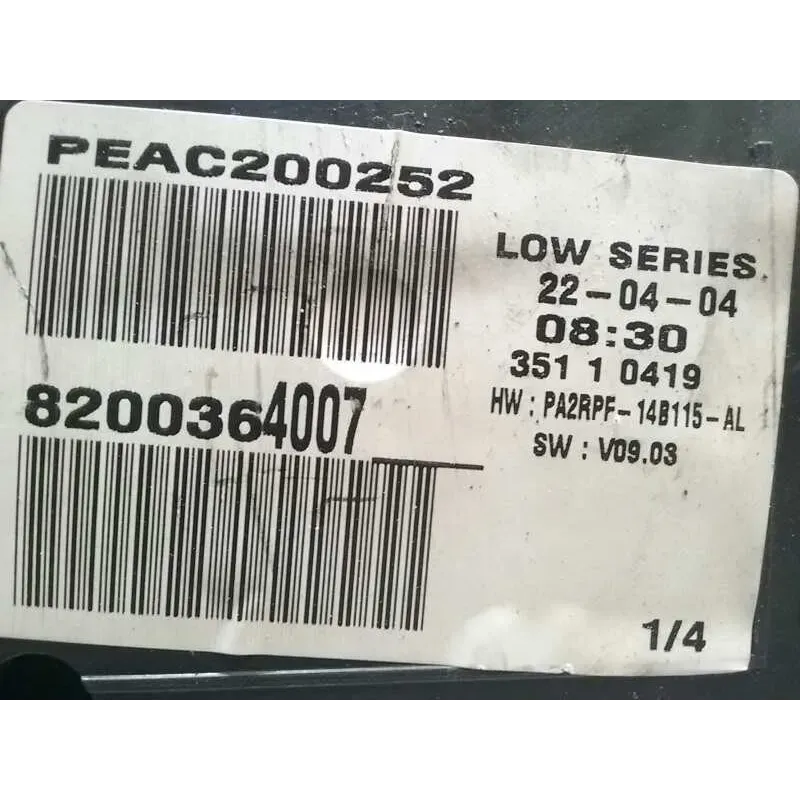 PEAC200252
LOW SERIES
22-04-04
08:30
351 1 0419
8200364007
HW : PA2RPF-14B115-AL
SW : V09.03
1/4